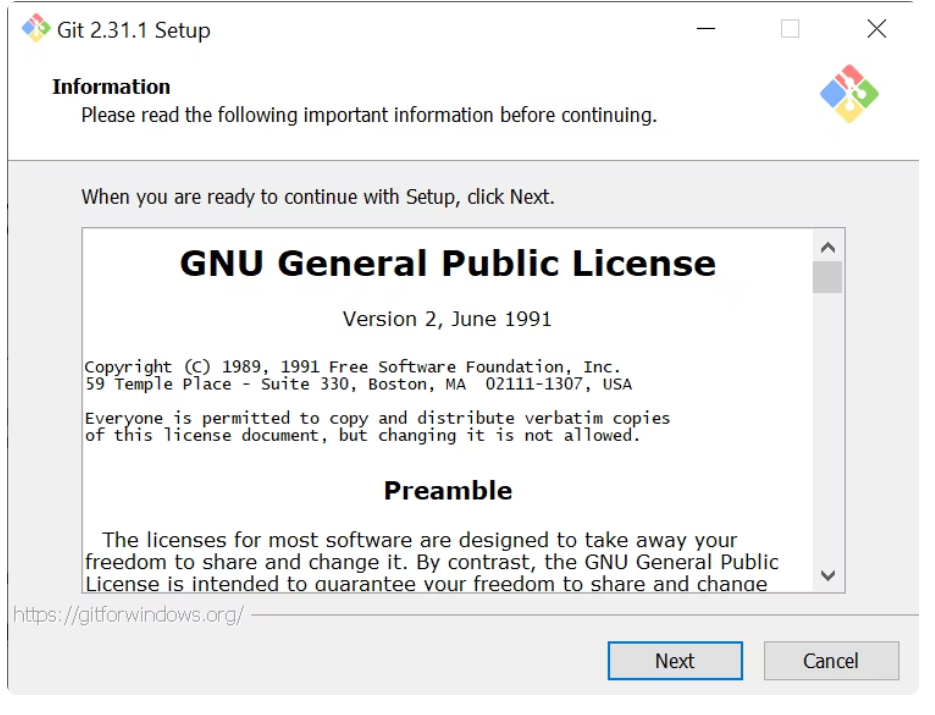 Git 2.31.1 Setup
Information
Please read the following important information before continuing.
When you are ready to continue with Setup, click Next.
GNU General Public License
Version 2, June 1991
Copyright (C) 1989, 1991 Free Software Foundation, Inc.
59 Temple Place - Suite 330, Boston, MA  02111-1307, USA
Everyone is permitted to copy and distribute verbatim copies
of this license document, but changing it is not allowed.
Preamble
The licenses for most software are designed to take away your
freedom to share and change it. By contrast, the GNU General Public
License is intended to guarantee your freedom to share and change
https://gitforwindows.org/
Next
Cancel